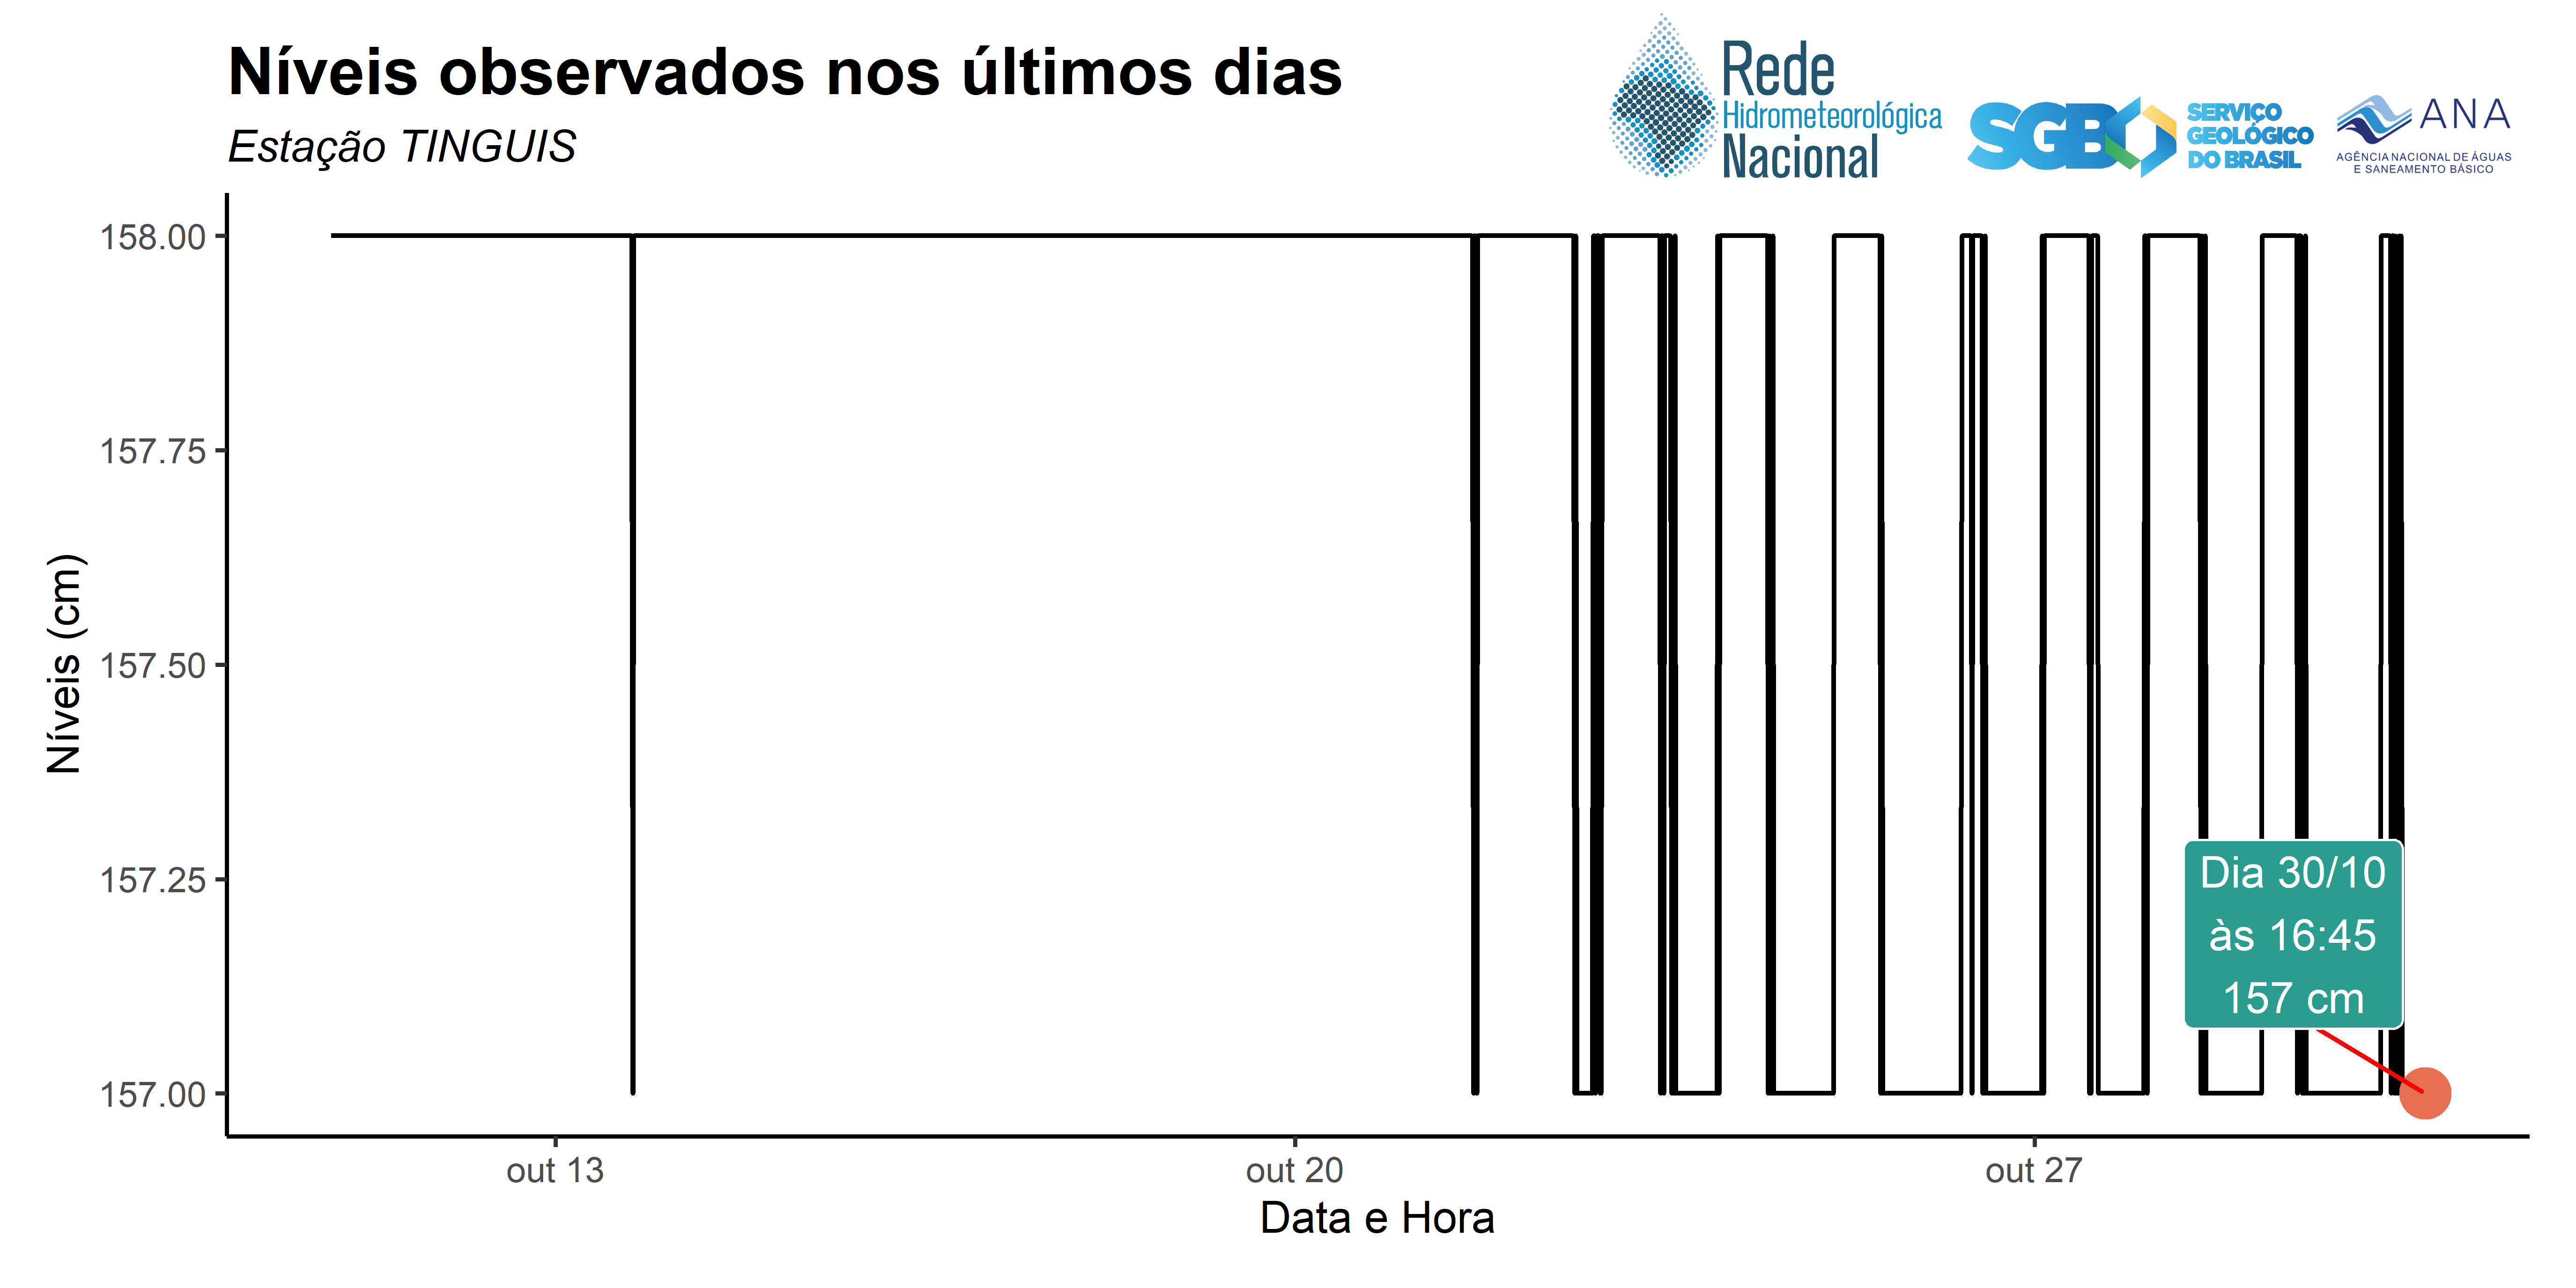 Níveis observados nos últimos dias
Estação TINGUIS
Rede
Hidrometeorológica
Nacional
SGB
SERVIÇO
GEOLÓGICO
DO BRASIL
ANA
AGÊNCIA NACIONAL DE ÁGUAS
E SANEAMENTO BÁSICO
Níveis (cm)
158.00
157.75
157.50
157.25
157.00
Dia 30/10
às 16:45
157 cm
out 13
out 20
out 27
Data e Hora